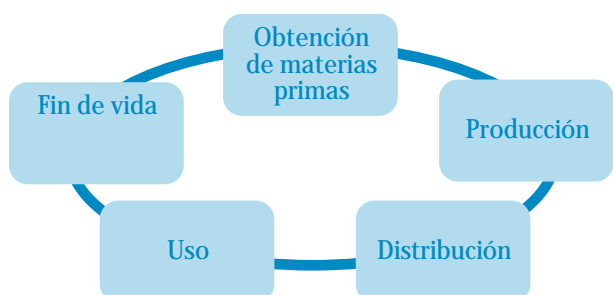 Obtención
de materias
primas
Fin de vida
Producción
Uso
Distribución